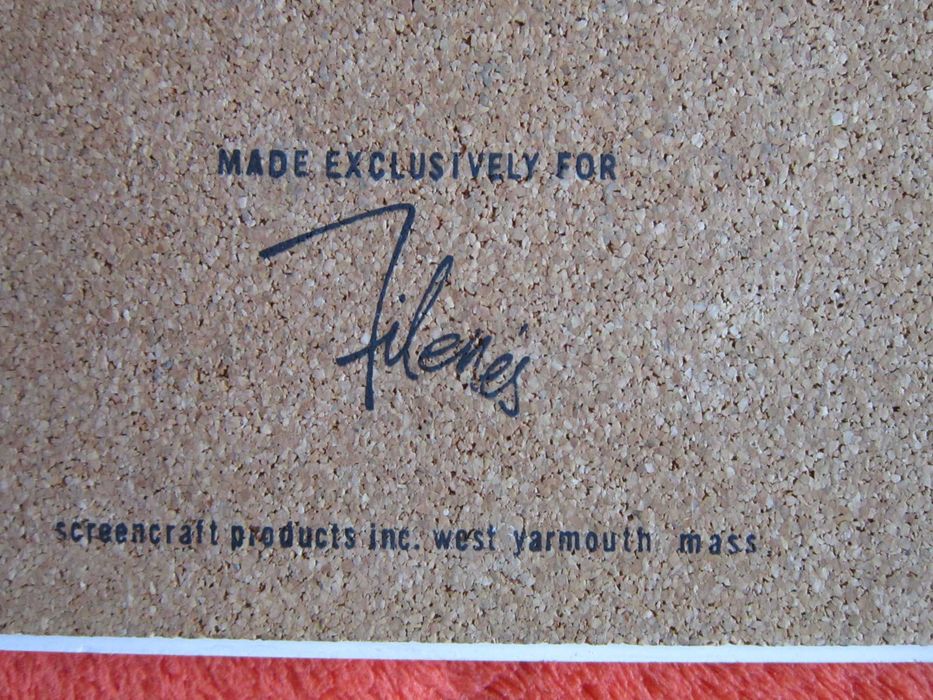 MADE EXCLUSIVELY FOR
Filene's
screencraft products inc. west yarmouth mass.